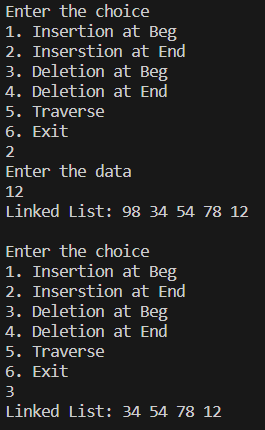 Enter the choice
1. Insertion at Beg
2. Inserstion at End
3. Deletion at Beg
4. Deletion at End
5. Traverse
6. Exit
2
Enter the data
12
Linked List: 98 34 54 78 12
Enter the choice
1. Insertion at Beg
2. Inserstion at End
3. Deletion at Beg
4. Deletion at End
5. Traverse
6. Exit
3
Linked List: 34 54 78 12